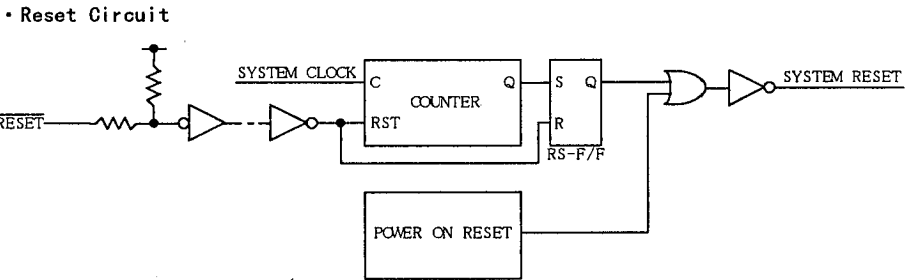 ・Reset Circuit
SYSTEM CLOCK
C
COUNTER
Q
RST
S
Q
R
RS-F/F
SYSTEM RESET
RESET
POWER ON RESET